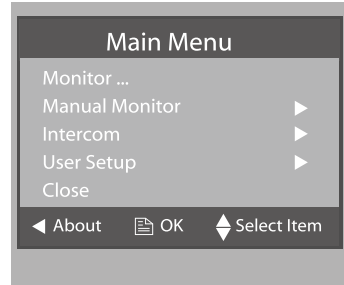 Main Menu
Monitor ...
Manual Monitor
Intercom
User Setup
Close
About OK Select Item